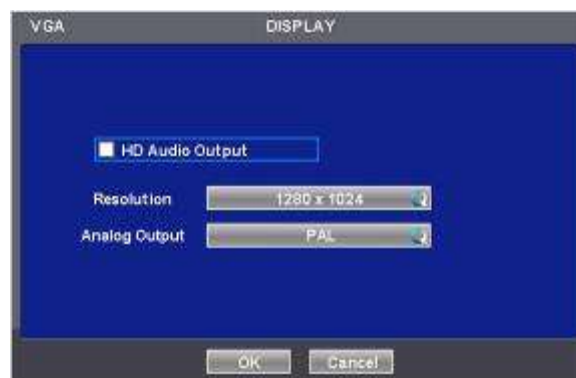 VGA DISPLAY
HD Audio Output
Resolution 1280 x 1024
Analog Output PAL
OK Cancel